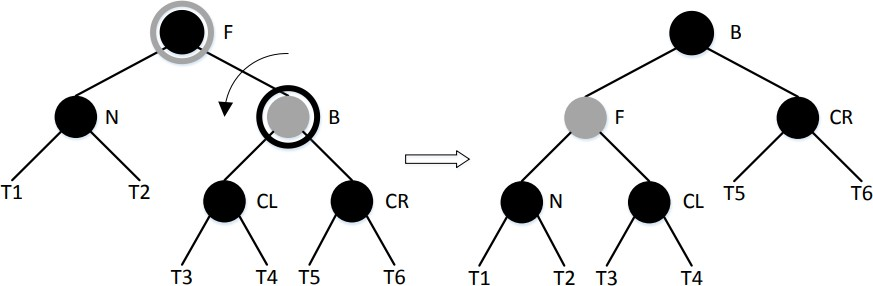 F B
N B F CR
T1 T2 T5 T6
CL CR N CL
T3 T4 T5 T6 T1 T2 T3 T4